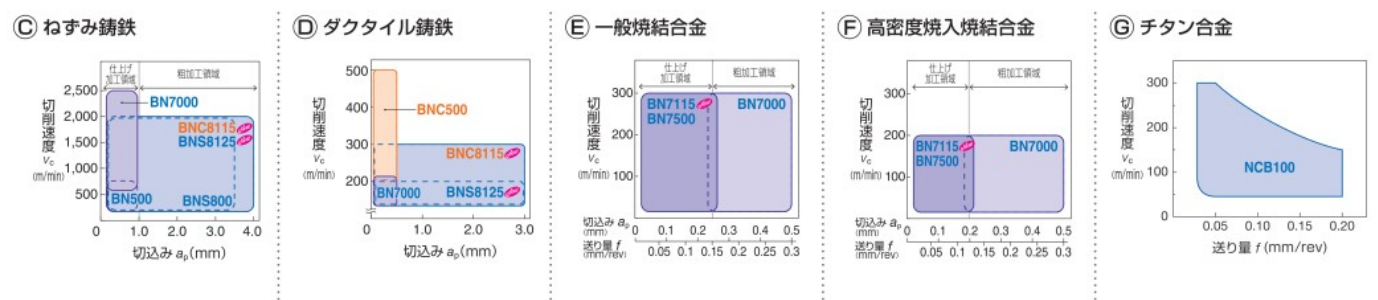 C ねずみ鋳鉄
仕上げ
加工領域
粗加工領域
切削速度
vc
(m/min)
2,500
2,000
1,500
1,000
500
0
BN7000
BNC8115
BNS8125
BN500
BNS800
1.0
2.0
3.0
4.0
切込み ap(mm)
D ダクタイル鋳鉄
切削速度
vc
(m/min)
500
400
300
200
0
BNC500
BNC8115
BN7000
BNS8125
1.0
2.0
3.0
切込み ap(mm)
E 一般焼結合金
仕上げ
加工領域
粗加工領域
切削速度
vc
(m/min)
300
200
100
BN7115
BN7500
BN7000
切込み ap
(mm)
0
0.1
0.2
0.3
0.4
0.5
送り量 f
(mm/rev)
0.05
0.1
0.15
0.2
0.25
F 高密度焼入焼結合金
仕上げ
加工領域
粗加工領域
切削速度
vc
(m/min)
300
200
100
BN7115
BN7500
BN7000
切込み ap
(mm)
0
0.1
0.2
0.3
0.4
0.5
送り量 f
(mm/rev)
0.05
0.1
0.15
0.2
0.25
G チタン合金
切削速度
vc
(m/min)
300
200
100
0
NCB100
0.05
0.10
0.15
0.20
送り量 f (mm/rev)